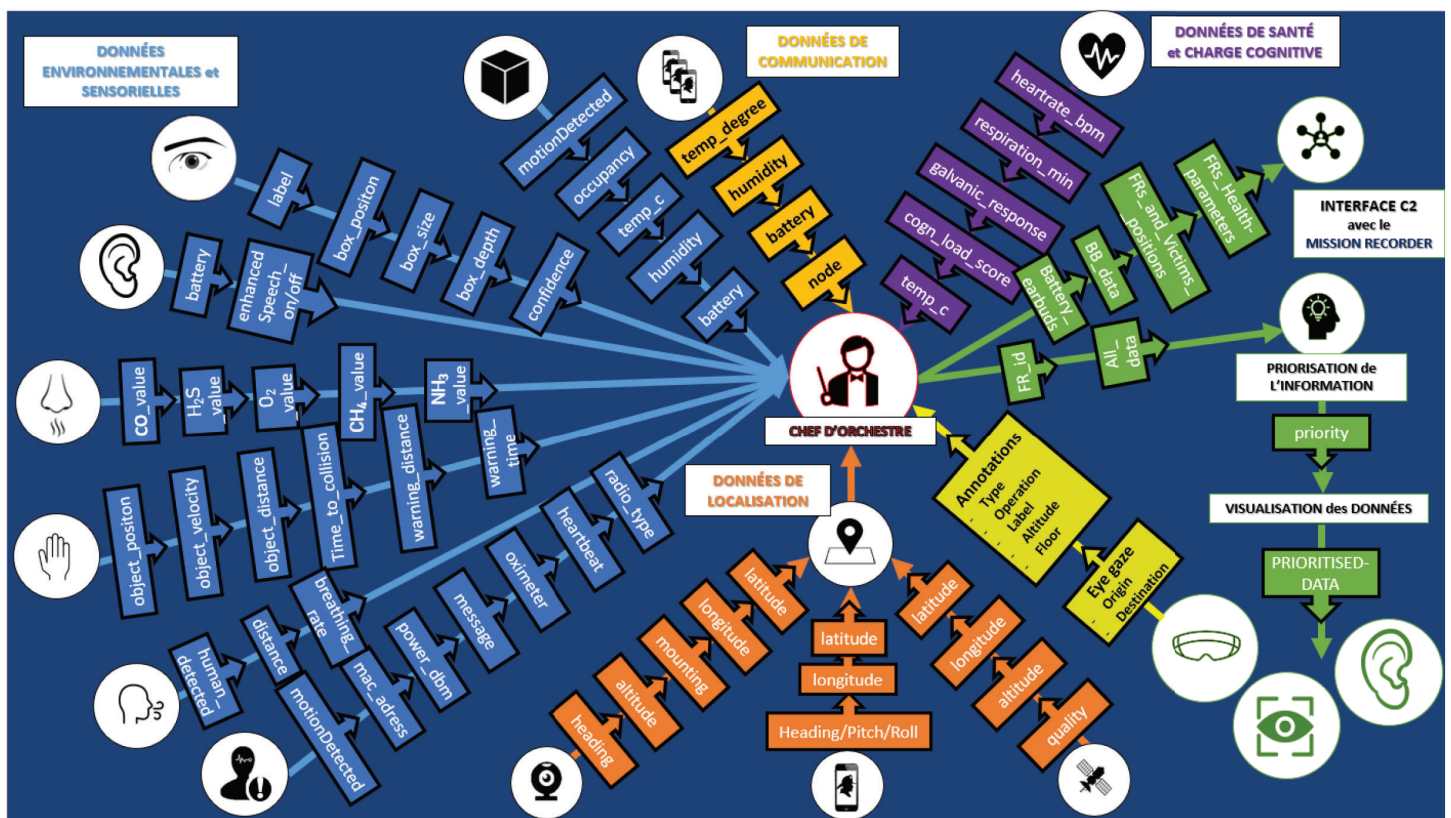 DONNÉES
ENVIRONNEMENTALES et
SENSORIELLES
DONNÉES DE
COMMUNICATION
DONNÉES DE SANTÉ
et CHARGE COGNITIVE
label
box_positon
box_size
box_depth
confidence
battery
enhanced
Speech_
on/off
motionDetected
occupancy
temp_c
humidity
battery
temp_degree
humidity
battery
node
heartrate_bpm
respiration_min
galvanic_response
cogn_load_score
temp_c
Battery_
earbuds
BB_data
FRs_and_Victims_
positions
FRs_Health-
parameters
INTERFACE C2
avec le
MISSION RECORDER
FR_id
All_
data
PRIORISATION de
L'INFORMATION
priority
VISUALISATION des DONNÉES
PRIORITISED-
DATA
CHEF D'ORCHESTRE
CO_value
H₂S_
value
O₂_
value
CH₄_value
NH₃
_value
object_positon
object_velocity
object_distance
Time_to_collision
warning_distance
warning_
time
human_
detected
distance
breathing_
rate
motionDetected
mac_adress
power_dbm
message
oximeter
heartbeat
radio_type
DONNÉES DE
LOCALISATION
heading
altitude
mounting
longitude
latitude
latitude
longitude
Heading/Pitch/Roll
latitude
longitude
altitude
quality
Annotations
- Type
- Operation
- Label
- Altitude
- Floor
Eye gaze
- Origin
- Destination